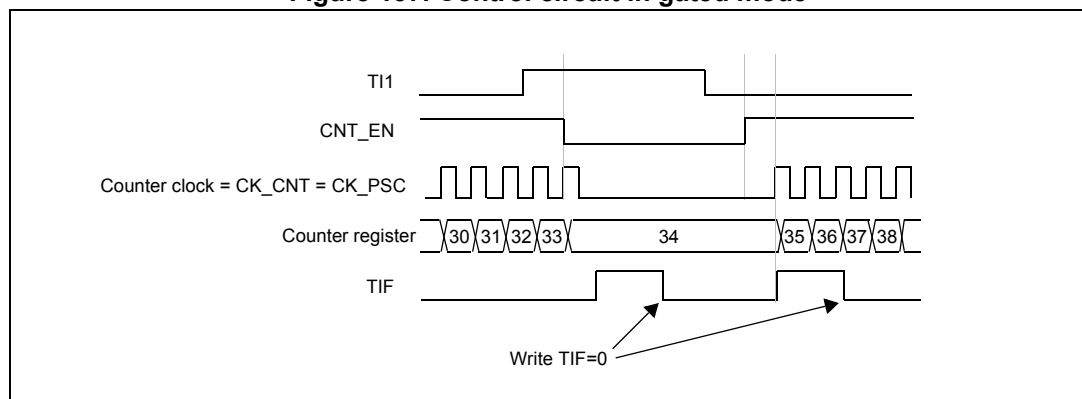 Figure Control circuit in gated mode
TI1
CNT_EN
Counter clock = CK_CNT = CK_PSC
Counter register 30 31 32 33 34 35 36 37 38
TIF
Write TIF=0